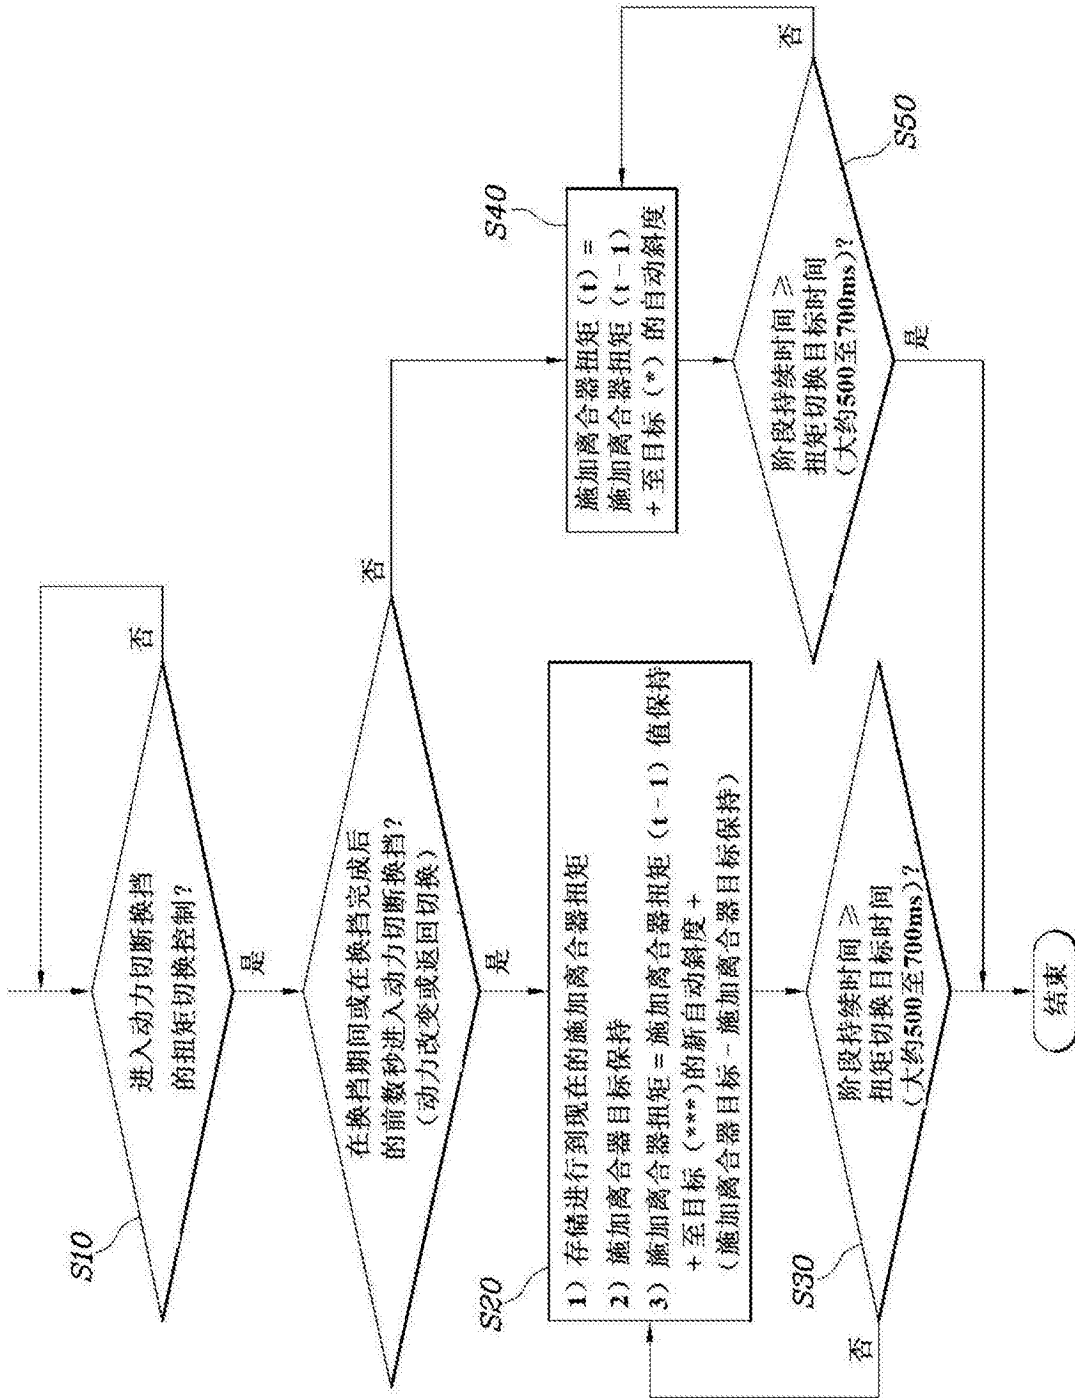 进入动力切断换挡
的扭矩切换控制？
S10
否
是
在换挡期间或在换挡完成后
的前数秒进入动力切断换挡？
（动力改变或返回切换）
否
是
S20
1）存储进行到现在的施加离合器扭矩
2）施加离合器目标保持
3）施加离合器扭矩=施加离合器扭矩（t-1）值保持
+至目标（***）的新自动斜度+
（施加离合器目标-施加离合器目标保持）
S40
施加离合器扭矩（t）=
施加离合器扭矩（t-1）
+至目标（*）的自动斜度
S30
阶段持续时间≥
扭矩切换目标时间
（大约500至700ms）？
否
S50
阶段持续时间≥
扭矩切换目标时间
（大约500至700ms）？
否
是
结束